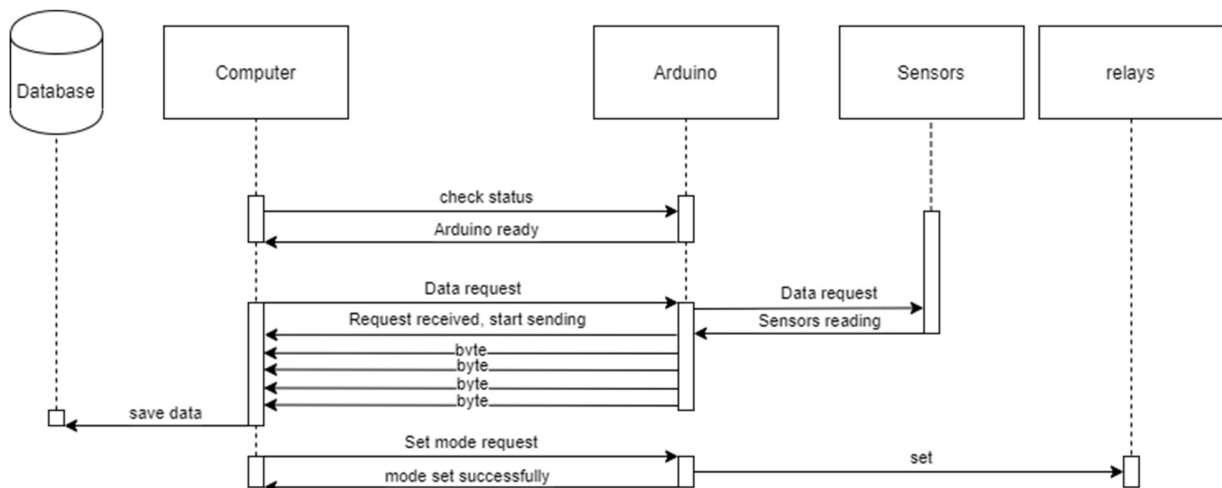 Database
Computer
Arduino
Sensors
relays
check status
Arduino ready
Data request
Data request
Request received, start sending
Sensors reading
byte
byte
byte
byte
save data
Set mode request
set
mode set successfully